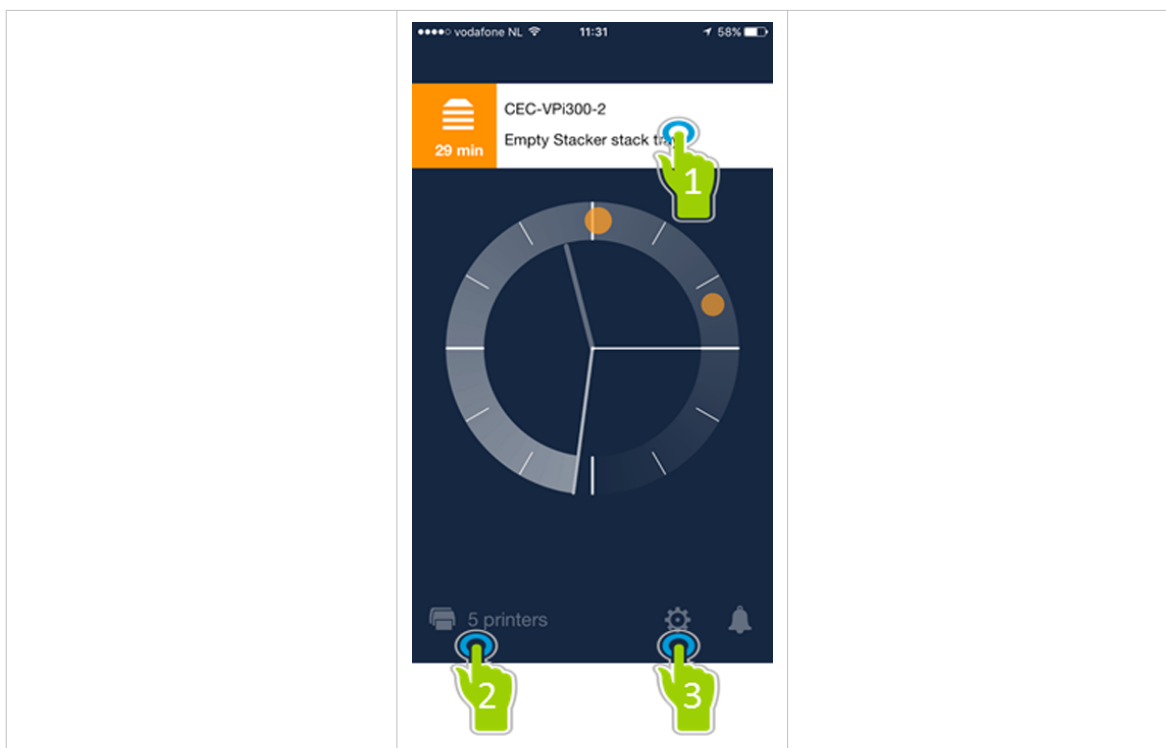 vodafone NL 11:31 58%
CEC-VPi300-2
29 min
Empty Stacker stack
1
5 printers
2
3